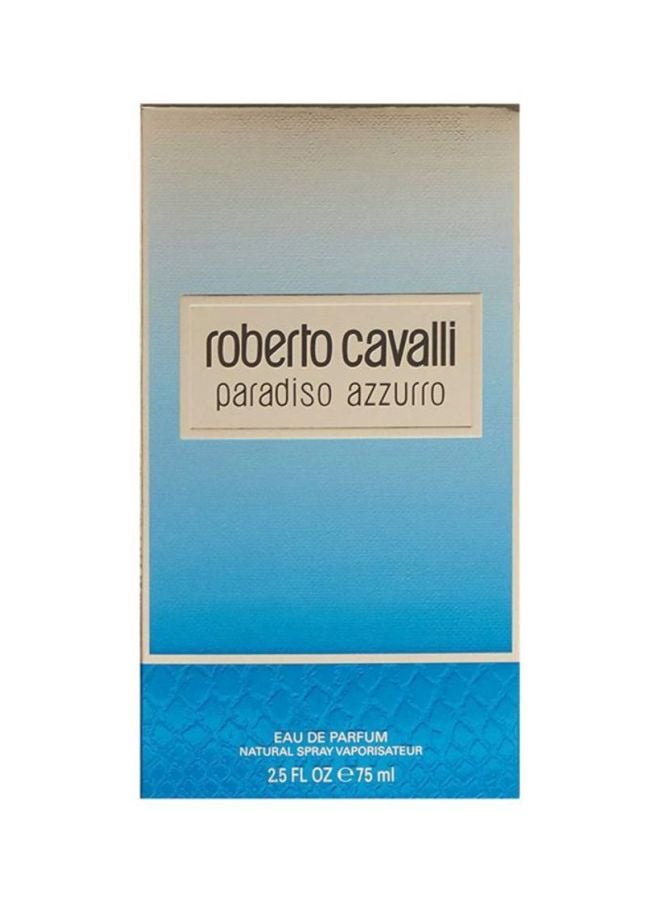 roberto cavalli
paradiso azzurro
EAU DE PARFUM
NATURAL SPRAY VAPORISATEUR
2.5 FL OZ ℮ 75 ml